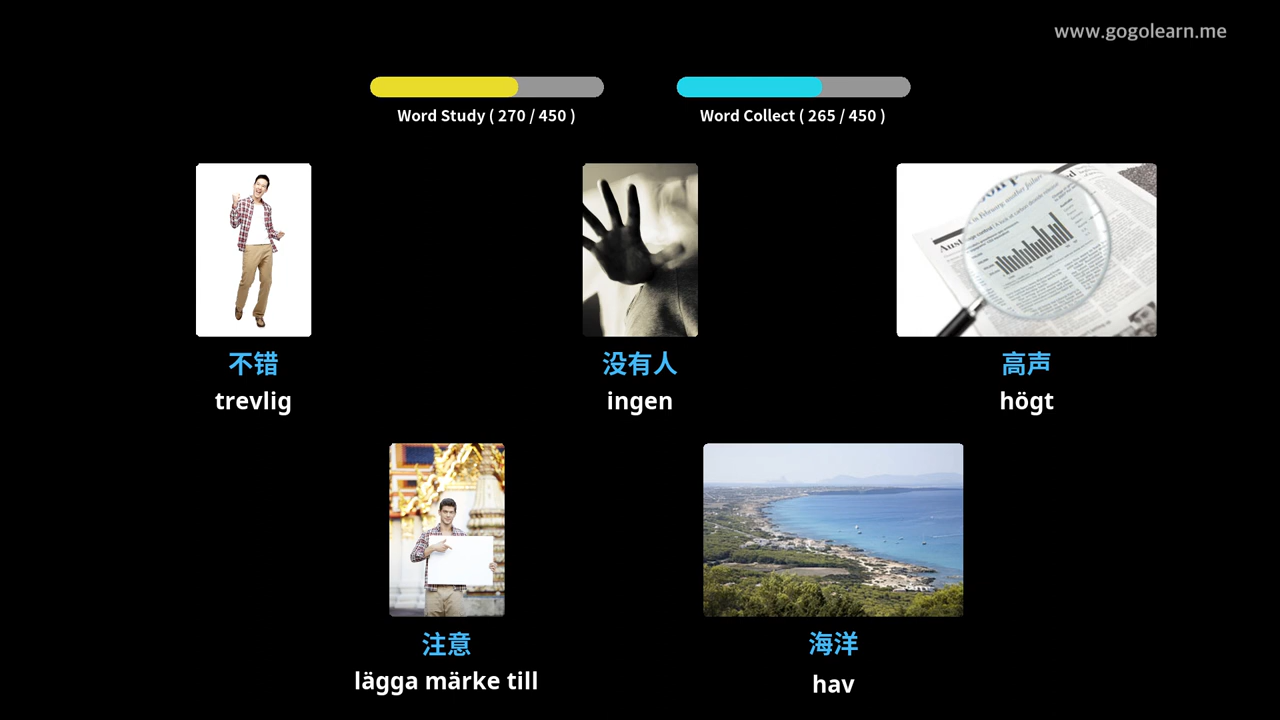 www.gogolearn.me
Word Study ( 270 / 450 )
Word Collect ( 265 / 450 )
不错
trevlig
没有人
ingen
高声
högt
注意
lägga märke till
海洋
hav